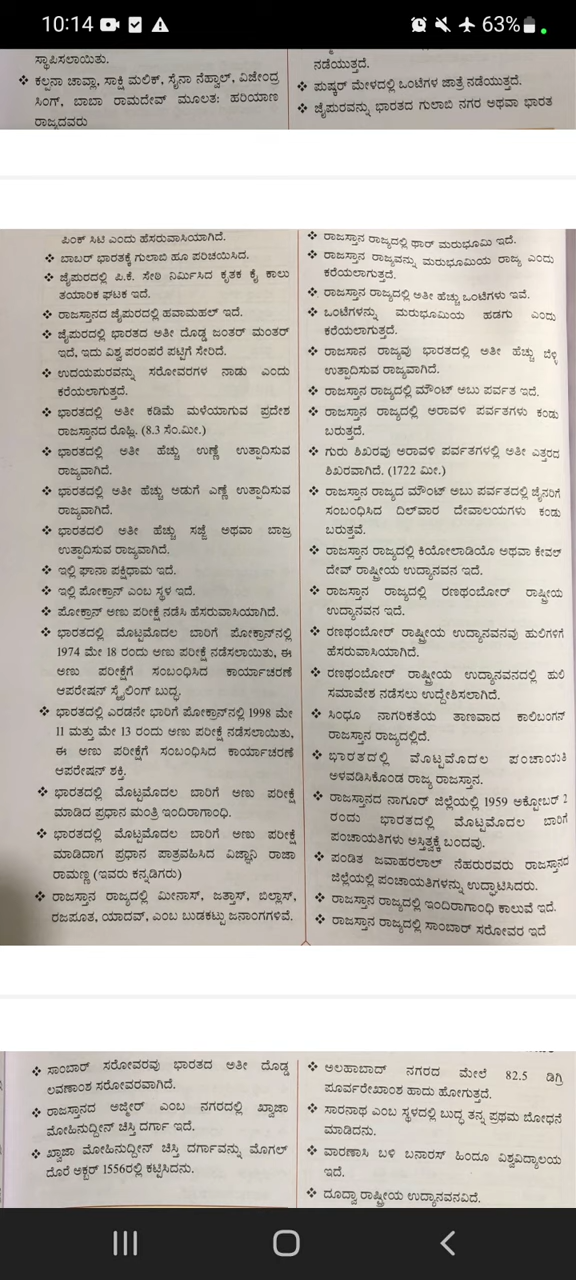 10:14
63%
ಸ್ಥಾಪಿಸಲಾಯಿತು.
❖ ಕಲ್ಪನಾ ಚಾವ್ಲಾ, ಸಾಕ್ಷಿ ಮಲಿಕ್, ಸೈನಾ ನೆಹ್ವಾಲ್, ವಿಜೇಂದ್ರ
ಸಿಂಗ್, ಬಾಬಾ ರಾಮದೇವ್ ಮೂಲತಃ ಹರಿಯಾಣ
ರಾಜ್ಯದವರು
ನಡೆಯುತ್ತದೆ.
❖ ಪುಷ್ಕರ್ ಮೇಳದಲ್ಲಿ ಒಂಟೆಗಳ ಜಾತ್ರೆ ನಡೆಯುತ್ತದೆ.
❖ ಜೈಪುರವನ್ನು ಭಾರತದ ಗುಲಾಬಿ ನಗರ ಅಥವಾ ಭಾರತ
ಪಿಂಕ್ ಸಿಟಿ ಎಂದು ಹೆಸರುವಾಸಿಯಾಗಿದೆ.
❖ ಬಾಬರ್ ಭಾರತಕ್ಕೆ ಗುಲಾಬಿ ಹೂ ಪರಿಚಯಿಸಿದ.
❖ ಜೈಪುರದಲ್ಲಿ ಪಿ.ಕೆ. ಸೇಠಿ ನಿರ್ಮಿಸಿದ ಕೃತಕ ಕೈ ಕಾಲು
ತಯಾರಿಕ ಘಟಕ ಇದೆ.
❖ ರಾಜಸ್ತಾನದ ಜೈಪುರದಲ್ಲಿ ಹವಾಮಹಲ್ ಇದೆ.
❖ ಜೈಪುರದಲ್ಲಿ ಭಾರತದ ಅತೀ ದೊಡ್ಡ ಜಂತರ್ ಮಂತರ್
ಇದೆ, ಇದು ವಿಶ್ವ ಪರಂಪರೆ ಪಟ್ಟಿಗೆ ಸೇರಿದೆ.
❖ ಉದಯಪುರವನ್ನು ಸರೋವರಗಳ ನಾಡು ಎಂದು
ಕರೆಯಲಾಗುತ್ತದೆ.
❖ ಭಾರತದಲ್ಲಿ ಅತೀ ಕಡಿಮೆ ಮಳೆಯಾಗುವ ಪ್ರದೇಶ
ರಾಜಸ್ತಾನದ ರೊಹ್ಲಿ. (8.3 ಸೆಂ.ಮೀ.)
❖ ಭಾರತದಲ್ಲಿ ಅತೀ ಹೆಚ್ಚು ಉಣ್ಣೆ ಉತ್ಪಾದಿಸುವ
ರಾಜ್ಯವಾಗಿದೆ.
❖ ಭಾರತದಲ್ಲಿ ಅತೀ ಹೆಚ್ಚು ಅಡುಗೆ ಎಣ್ಣೆ ಉತ್ಪಾದಿಸುವ
ರಾಜ್ಯವಾಗಿದೆ.
❖ ಭಾರತದಲಿ ಅತೀ ಹೆಚ್ಚು ಸಜ್ಜೆ ಅಥವಾ ಬಾಜ್ರ
ಉತ್ಪಾದಿಸುವ ರಾಜ್ಯವಾಗಿದೆ.
❖ ಇಲ್ಲಿ ಘಾನಾ ಪಕ್ಷಿಧಾಮ ಇದೆ.
❖ ಇಲ್ಲಿ ಪೋಕ್ರಾನ್ ಎಂಬ ಸ್ಥಳ ಇದೆ.
❖ ಪೋಕ್ರಾನ್ ಅಣು ಪರೀಕ್ಷೆ ನಡೆಸಿ ಹೆಸರುವಾಸಿಯಾಗಿದೆ.
❖ ಭಾರತದಲ್ಲಿ ಮೊಟ್ಟಮೊದಲ ಬಾರಿಗೆ ಪೋಕ್ರಾನ್‌ನಲ್ಲಿ
1974 ಮೇ 18 ರಂದು ಅಣು ಪರೀಕ್ಷೆ ನಡೆಸಲಾಯಿತು, ಈ
ಅಣು ಪರೀಕ್ಷೆಗೆ ಸಂಬಂಧಿಸಿದ ಕಾರ್ಯಾಚರಣೆ
ಆಪರೇಷನ್ ಸ್ಮೈಲಿಂಗ್ ಬುದ್ಧ.
❖ ಭಾರತದಲ್ಲಿ ಎರಡನೇ ಭಾರಿಗೆ ಪೋಕ್ರಾನ್‌ನಲ್ಲಿ 1998 ಮೇ
11 ಮತ್ತು ಮೇ 13 ರಂದು ಅಣು ಪರೀಕ್ಷೆ ನಡೆಸಲಾಯಿತು,
ಈ ಅಣು ಪರೀಕ್ಷೆಗೆ ಸಂಬಂಧಿಸಿದ ಕಾರ್ಯಾಚರಣೆ
ಆಪರೇಷನ್ ಶಕ್ತಿ.
❖ ಭಾರತದಲ್ಲಿ ಮೊಟ್ಟಮೊದಲ ಬಾರಿಗೆ ಅಣು ಪರೀಕ್ಷೆ
ಮಾಡಿದ ಪ್ರಧಾನ ಮಂತ್ರಿ ಇಂದಿರಾಗಾಂಧಿ.
❖ ಭಾರತದಲ್ಲಿ ಮೊಟ್ಟಮೊದಲ ಬಾರಿಗೆ ಅಣು ಪರೀಕ್ಷೆ
ಮಾಡಿದಾಗ ಪ್ರಧಾನ ಪಾತ್ರವಹಿಸಿದ ವಿಜ್ಞಾನಿ ರಾಜಾ
ರಾಮಣ್ಣ (ಇವರು ಕನ್ನಡಿಗರು)
❖ ರಾಜಸ್ತಾನ ರಾಜ್ಯದಲ್ಲಿ ಮೀನಾಸ್, ಜತ್ತಾಸ್, ಬಿಲ್ಲಾಸ್,
ರಜಪೂತ, ಯಾದವ್, ಎಂಬ ಬುಡಕಟ್ಟು ಜನಾಂಗಗಳಿವೆ.
❖ ರಾಜಸ್ತಾನ ರಾಜ್ಯದಲ್ಲಿ ಥಾರ್ ಮರುಭೂಮಿ ಇದೆ.
❖ ರಾಜಸ್ತಾನ ರಾಜ್ಯವನ್ನು ಮರುಭೂಮಿಯ ರಾಜ್ಯ ಎಂದು
ಕರೆಯಲಾಗುತ್ತದೆ.
❖ ರಾಜಸ್ತಾನ ರಾಜ್ಯದಲ್ಲಿ ಅತೀ ಹೆಚ್ಚು ಒಂಟೆಗಳು ಇವೆ.
❖ ಒಂಟೆಗಳನ್ನು ಮರುಭೂಮಿಯ ಹಡಗು ಎಂದು
ಕರೆಯಲಾಗುತ್ತದೆ.
❖ ರಾಜಸಾನ ರಾಜ್ಯವು ಭಾರತದಲ್ಲಿ ಅತೀ ಹೆಚ್ಚು ಬೆಳ್ಳಿ
ಉತ್ಪಾದಿಸುವ ರಾಜ್ಯವಾಗಿದೆ.
❖ ರಾಜಸ್ತಾನ ರಾಜ್ಯದಲ್ಲಿ ಮೌಂಟ್ ಅಬು ಪರ್ವತ ಇದೆ.
❖ ರಾಜಸ್ತಾನ ರಾಜ್ಯದಲ್ಲಿ ಅರಾವಳಿ ಪರ್ವತಗಳು ಕಂಡು
ಬರುತ್ತದೆ.
❖ ಗುರು ಶಿಖರವು ಅರಾವಳಿ ಪರ್ವತಗಳಲ್ಲಿ ಅತೀ ಎತ್ತರದ
ಶಿಖರವಾಗಿದೆ. (1722 ಮೀ.)
❖ ರಾಜಸ್ತಾನ ರಾಜ್ಯದ ಮೌಂಟ್ ಅಬು ಪರ್ವತದಲ್ಲಿ ಜೈನರಿಗೆ
ಸಂಬಂಧಿಸಿದ ದಿಲ್‌ವಾರ ದೇವಾಲಯಗಳು ಕಂಡು
ಬರುತ್ತವೆ.
❖ ರಾಜಸ್ತಾನ ರಾಜ್ಯದಲ್ಲಿ ಕಿಯೋಲಾಡಿಯೊ ಅಥವಾ ಕೇವಲ್
ದೇವ್ ರಾಷ್ಟ್ರೀಯ ಉದ್ಯಾನವನ ಇದೆ.
❖ ರಾಜಸ್ತಾನ ರಾಜ್ಯದಲ್ಲಿ ರಣಥಂಬೋರ್ ರಾಷ್ಟ್ರೀಯ
ಉದ್ಯಾನವನ ಇದೆ.
❖ ರಣಥಂಬೋರ್ ರಾಷ್ಟ್ರೀಯ ಉದ್ಯಾನವನವು ಹುಲಿಗಳಿಗೆ
ಹೆಸರುವಾಸಿಯಾಗಿದೆ.
❖ ರಣಥಂಬೋರ್ ರಾಷ್ಟ್ರೀಯ ಉದ್ಯಾನವನದಲ್ಲಿ ಹುಲಿ
ಸಮಾವೇಶ ನಡೆಸಲು ಉದ್ದೇಶಿಸಲಾಗಿದೆ.
❖ ಸಿಂಧೂ ನಾಗರಿಕತೆಯ ತಾಣವಾದ ಕಾಲಿಬಂಗನ್
ರಾಜಸ್ತಾನ ರಾಜ್ಯದಲ್ಲಿದೆ.
❖ ಭಾರತದಲ್ಲಿ ಮೊಟ್ಟಮೊದಲ ಪಂಚಾಯತಿ
ಅಳವಡಿಸಿಕೊಂಡ ರಾಜ್ಯ ರಾಜಸ್ತಾನ.
❖ ರಾಜಸ್ತಾನದ ನಾಗೂರ್ ಜಿಲ್ಲೆಯಲ್ಲಿ 1959 ಅಕ್ಟೋಬರ್ 2
ರಂದು ಭಾರತದಲ್ಲಿ ಮೊಟ್ಟಮೊದಲ ಬಾರಿಗೆ
ಪಂಚಾಯತಿಗಳು ಅಸ್ತಿತ್ವಕ್ಕೆ ಬಂದವು.
❖ ಪಂಡಿತ ಜವಾಹರಲಾಲ್ ನೆಹರುರವರು ರಾಜಸ್ತಾನದ
ಜಿಲ್ಲೆಯಲ್ಲಿ ಪಂಚಾಯತಿಗಳನ್ನು ಉದ್ಘಾಟಿಸಿದರು.
❖ ರಾಜಸ್ತಾನ ರಾಜ್ಯದಲ್ಲಿ ಇಂದಿರಾಗಾಂಧಿ ಕಾಲುವೆ ಇದೆ.
❖ ರಾಜಸ್ತಾನ ರಾಜ್ಯದಲ್ಲಿ ಸಾಂಬಾರ್ ಸರೋವರ ಇದೆ
❖ ಸಾಂಬಾರ್ ಸರೋವರವು ಭಾರತದ ಅತೀ ದೊಡ್ಡ
ಲವಣಾಂಶ ಸರೋವರವಾಗಿದೆ.
❖ ರಾಜಸ್ತಾನದ ಅಜ್ಮೀರ್ ಎಂಬ ನಗರದಲ್ಲಿ ಖ್ವಾಜಾ
ಮೋಹಿನುದ್ದೀನ್ ಚಿಸ್ತಿ ದರ್ಗಾ ಇದೆ.
❖ ಖ್ವಾಜಾ ಮೋಹಿನುದ್ದೀನ್ ಚಿಸ್ತಿ ದರ್ಗಾವನ್ನು ಮೊಗಲ್
ದೊರೆ ಅಕ್ಬರ್ 1556ರಲ್ಲಿ ಕಟ್ಟಿಸಿದನು.
❖ ಅಲಹಾಬಾದ್ ನಗರದ ಮೇಲೆ 82.5 ಡಿಗ್ರಿ
ಪೂರ್ವರೇಖಾಂಶ ಹಾದು ಹೋಗುತ್ತದೆ.
❖ ಸಾರನಾಥ ಎಂಬ ಸ್ಥಳದಲ್ಲಿ ಬುದ್ಧ ತನ್ನ ಪ್ರಥಮ ಬೋಧನೆ
ಮಾಡಿದನು.
❖ ವಾರಣಾಸಿ ಬಳಿ ಬನಾರಸ್ ಹಿಂದೂ ವಿಶ್ವವಿದ್ಯಾಲಯ
ಇದೆ.
❖ ದೂದ್ವಾ ರಾಷ್ಟ್ರೀಯ ಉದ್ಯಾನವನವಿದೆ.